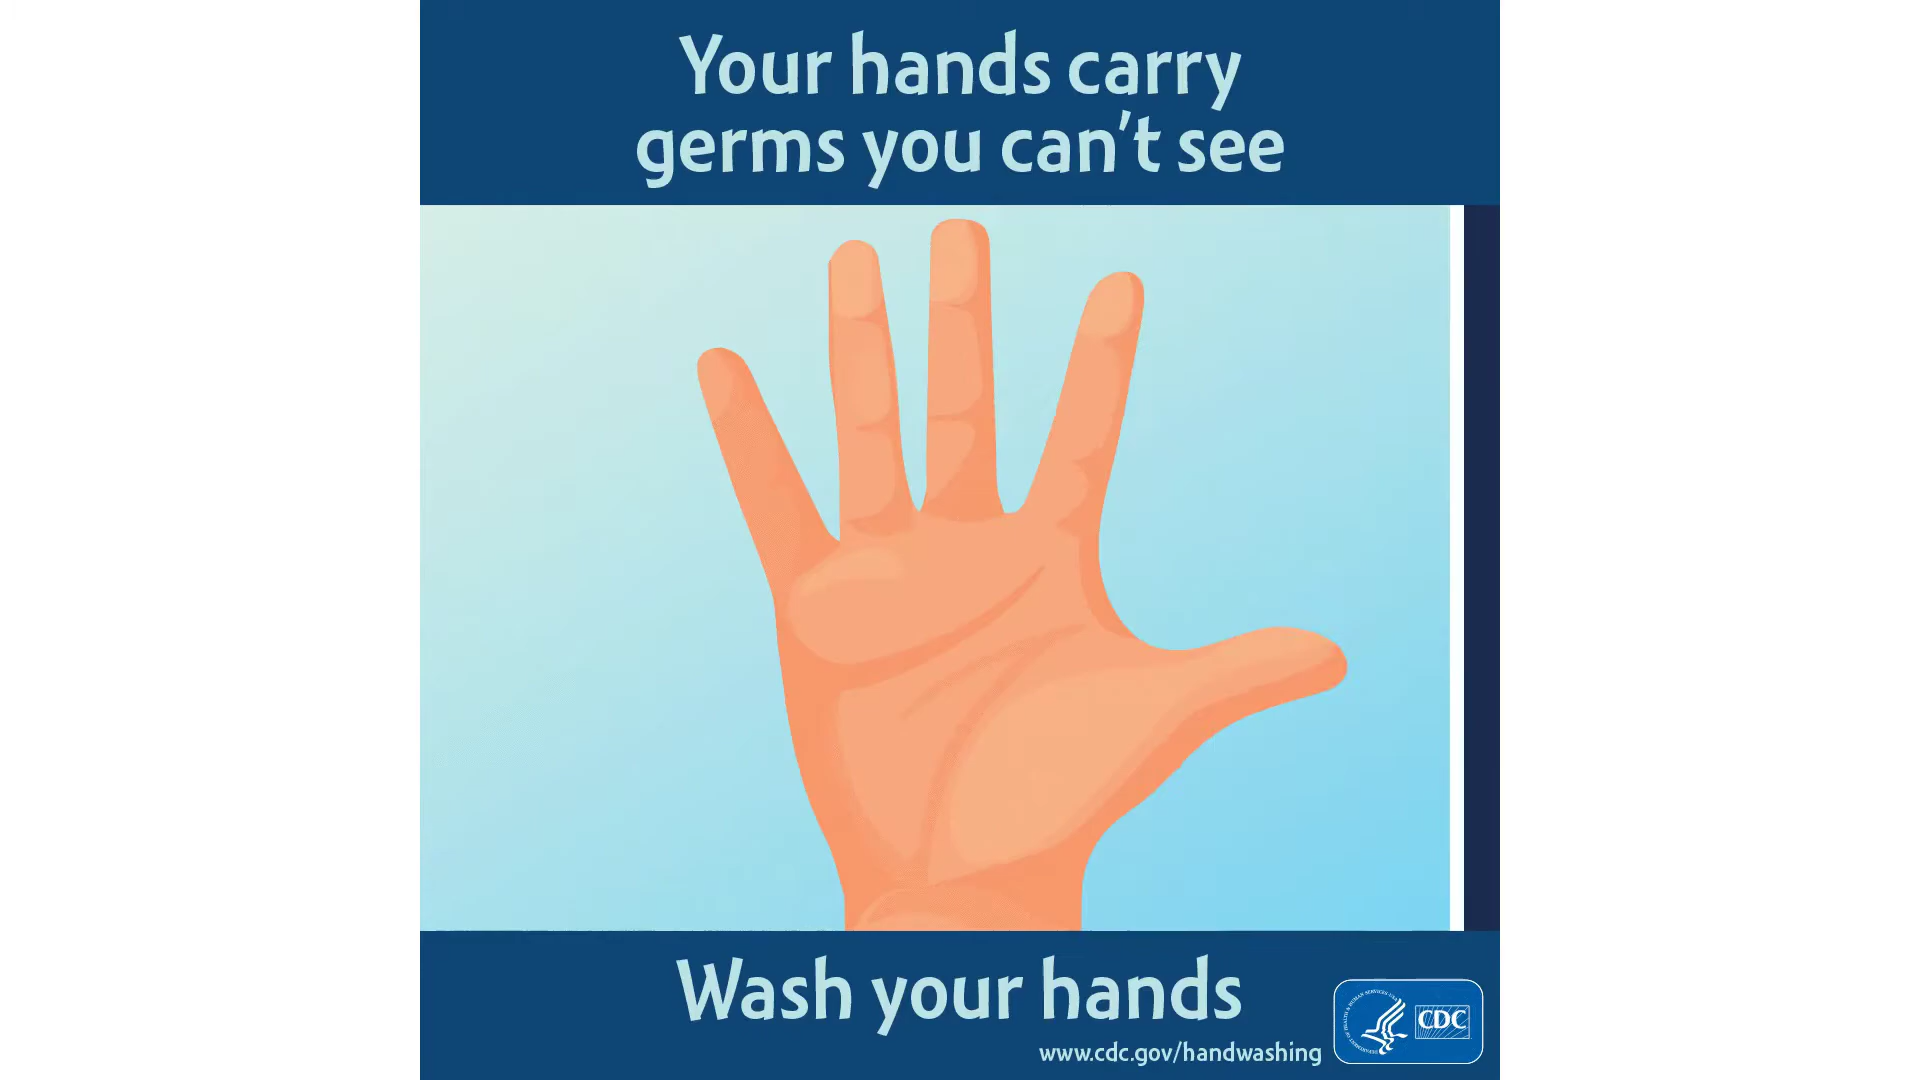 Your hands carry
germs you can't see
Wash your hands
www.cdc.gov/handwashing
CDC